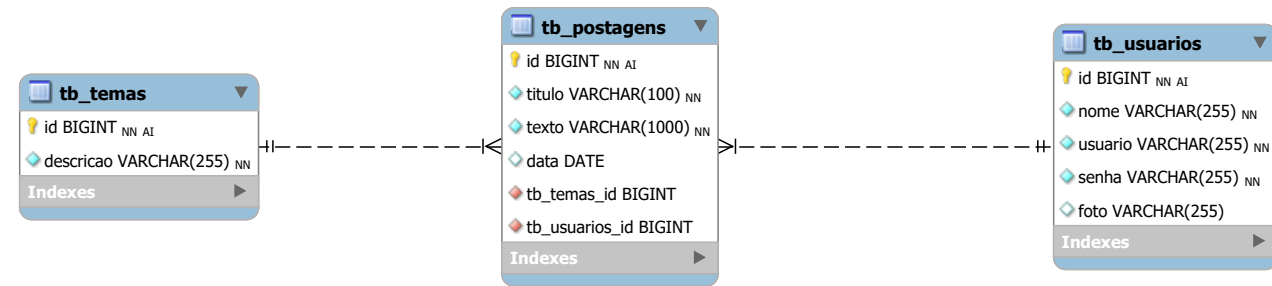 tb_temas
id BIGINT NN AI
descricao VARCHAR(255) NN
Indexes
tb_postagens
id BIGINT NN AI
titulo VARCHAR(100) NN
texto VARCHAR(1000) NN
data DATE
tb_temas_id BIGINT
tb_usuarios_id BIGINT
Indexes
tb_usuarios
id BIGINT NN AI
nome VARCHAR(255) NN
usuario VARCHAR(255) NN
senha VARCHAR(255) NN
foto VARCHAR(255)
Indexes